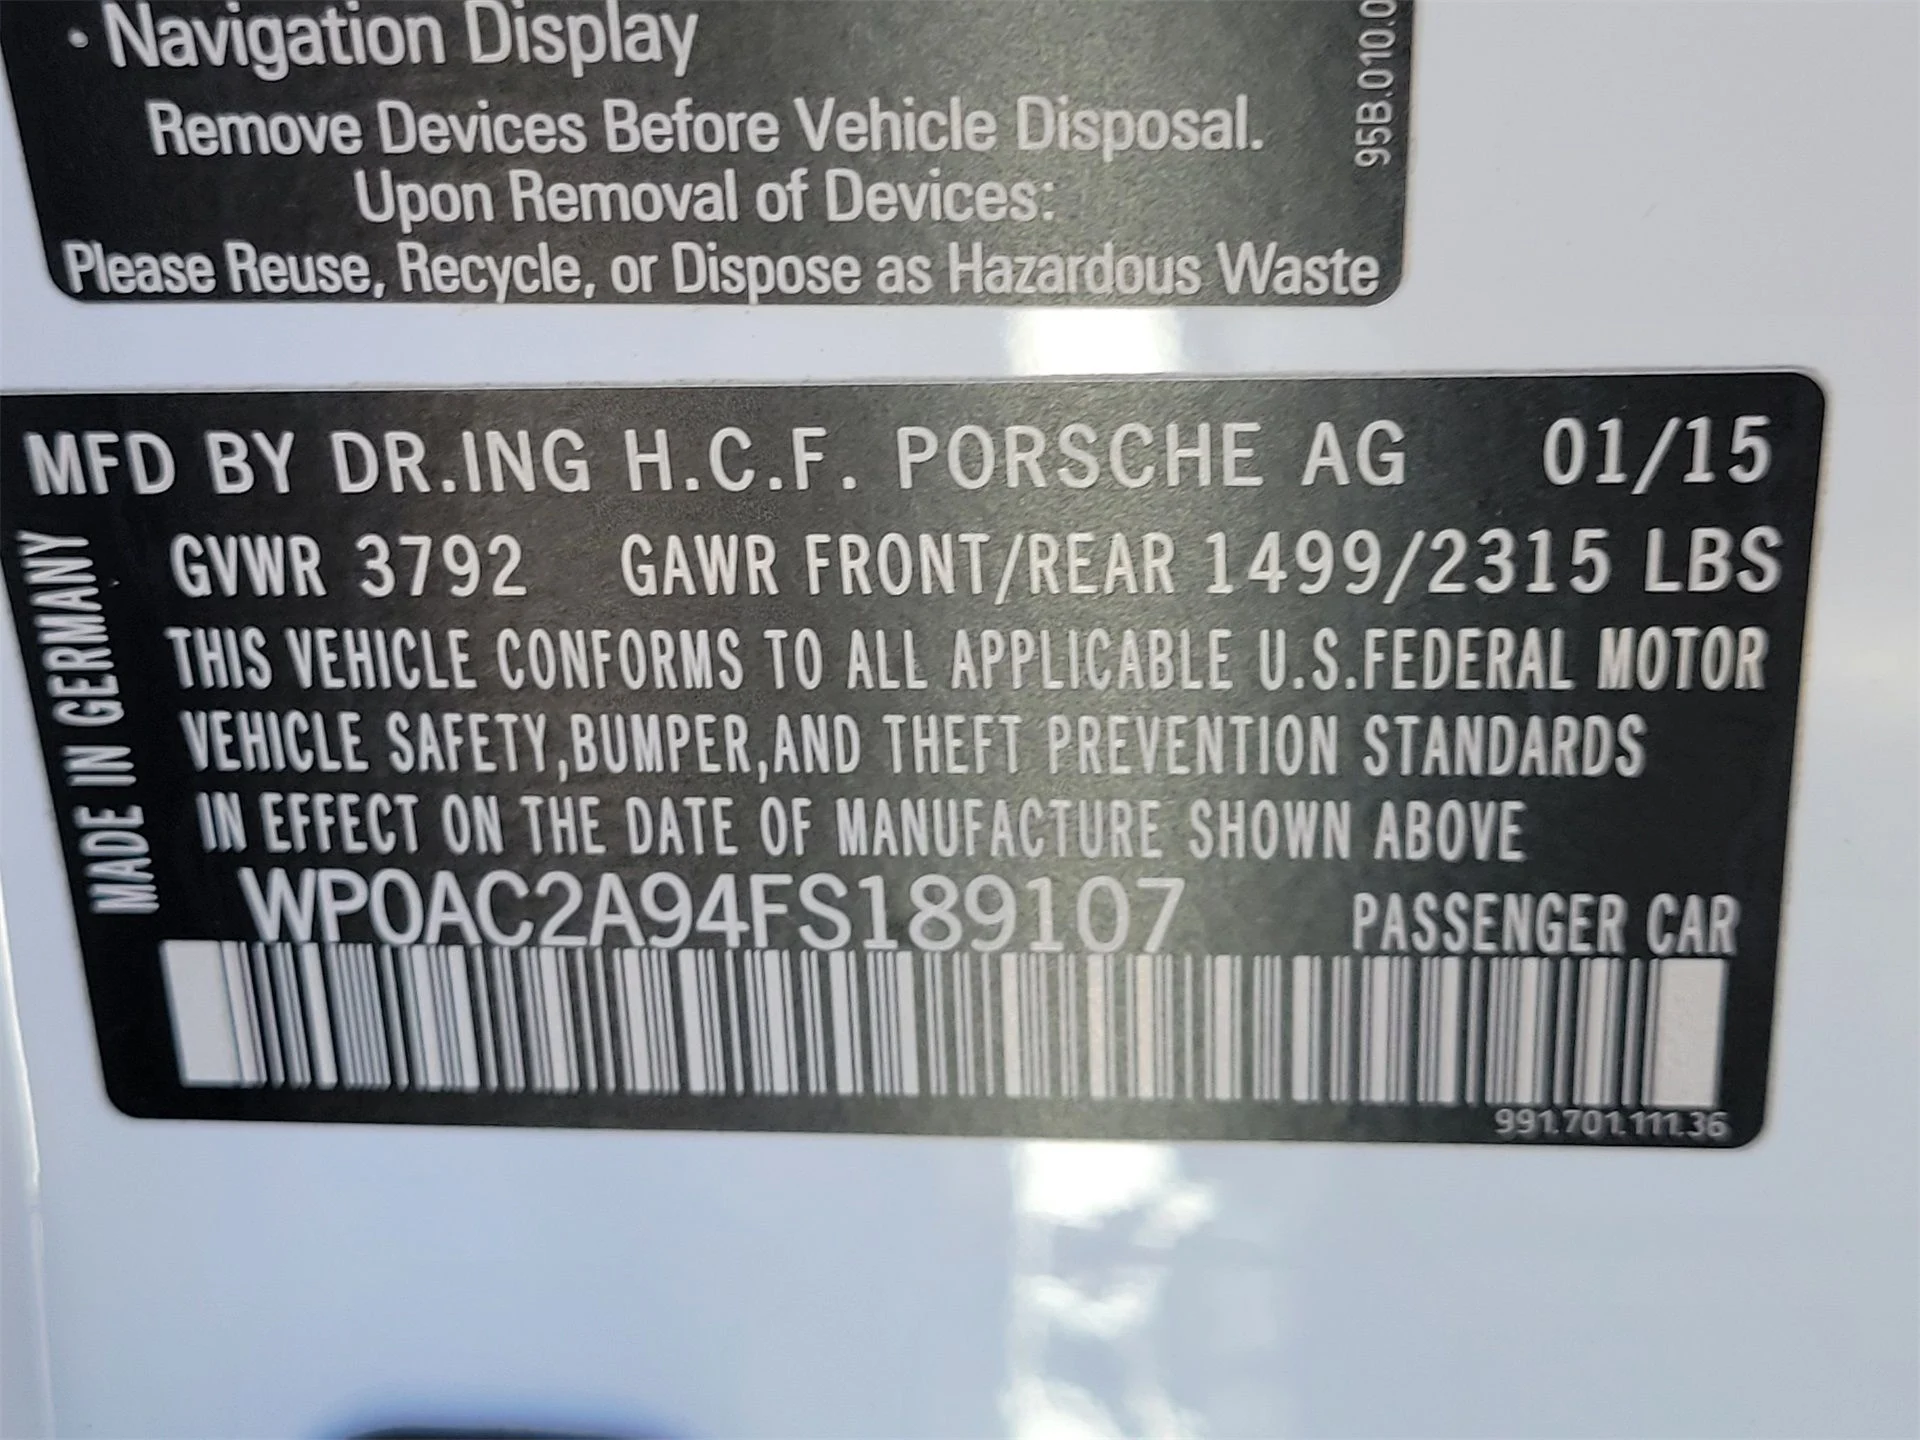 • Navigation Display
Remove Devices Before Vehicle Disposal.
Upon Removal of Devices:
Please Reuse, Recycle, or Dispose as Hazardous Waste
95B.010.0
MFD BY DR.ING H.C.F. PORSCHE AG 01/15
GVWR 3792 GAWR FRONT/REAR 1499/2315 LBS
THIS VEHICLE CONFORMS TO ALL APPLICABLE U.S.FEDERAL MOTOR
VEHICLE SAFETY,BUMPER,AND THEFT PREVENTION STANDARDS
IN EFFECT ON THE DATE OF MANUFACTURE SHOWN ABOVE
WP0AC2A94FS189107 PASSENGER CAR
991.701.111.36
MADE IN GERMANY